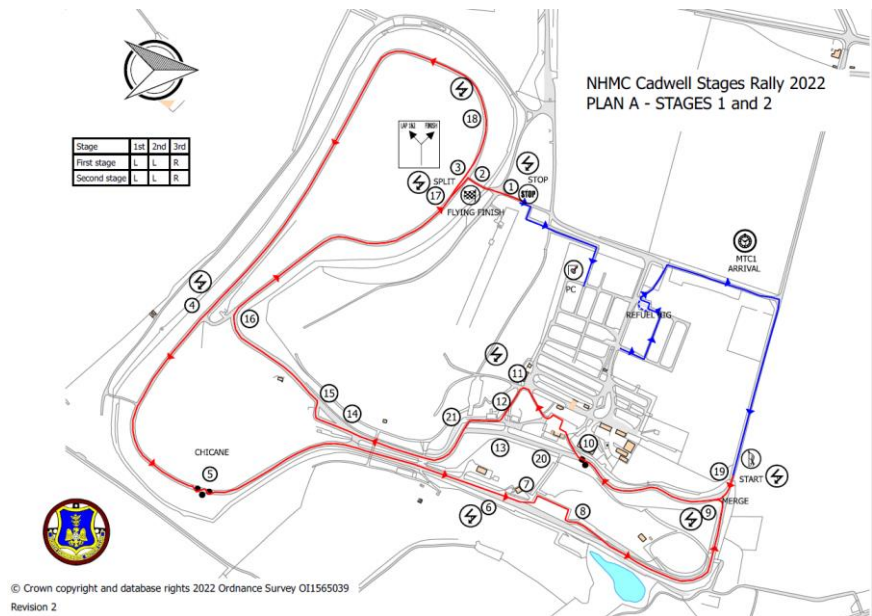 NHMC Cadwell Stages Rally 2022
PLAN A - STAGES 1 and 2
Stage 1st 2nd 3rd
First stage L L R
Second stage L L R
LAP 1&2 FINISH
18
3
2
STOP
SPLIT
17
1
STOP
FLYING FINISH
MTC1
ARRIVAL
PC
4
REFUEL RIG
16
11
15
12
14
21
CHICANE
13
20
10
19
START
5
7
MERGE
6
8
9
© Crown copyright and database rights 2022 Ordnance Survey OI1565039
Revision 2